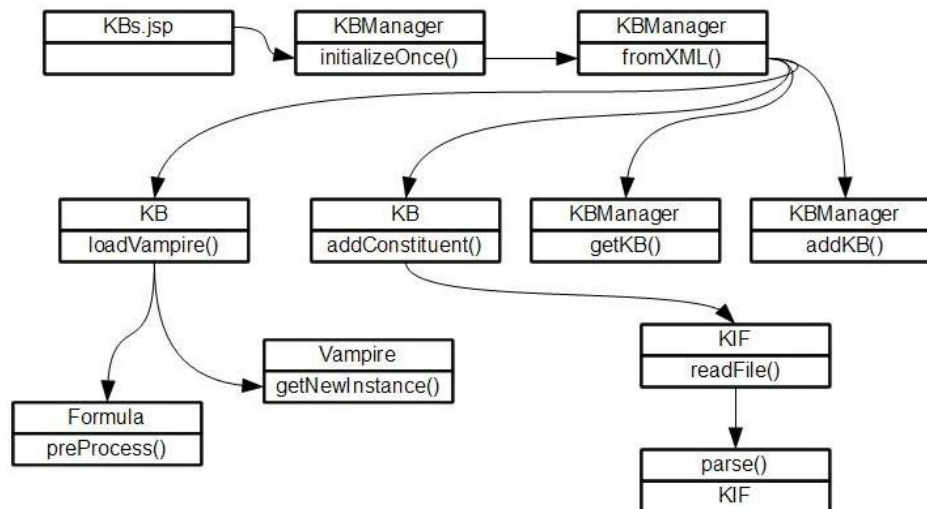 KBs.jsp
KBManager
initializeOnce()
KBManager
fromXML()
KB
loadVampire()
KB
addConstituent()
KBManager
getKB()
KBManager
addKB()
Vampire
getNewInstance()
KIF
readFile()
Formula
preProcess()
parse()
KIF